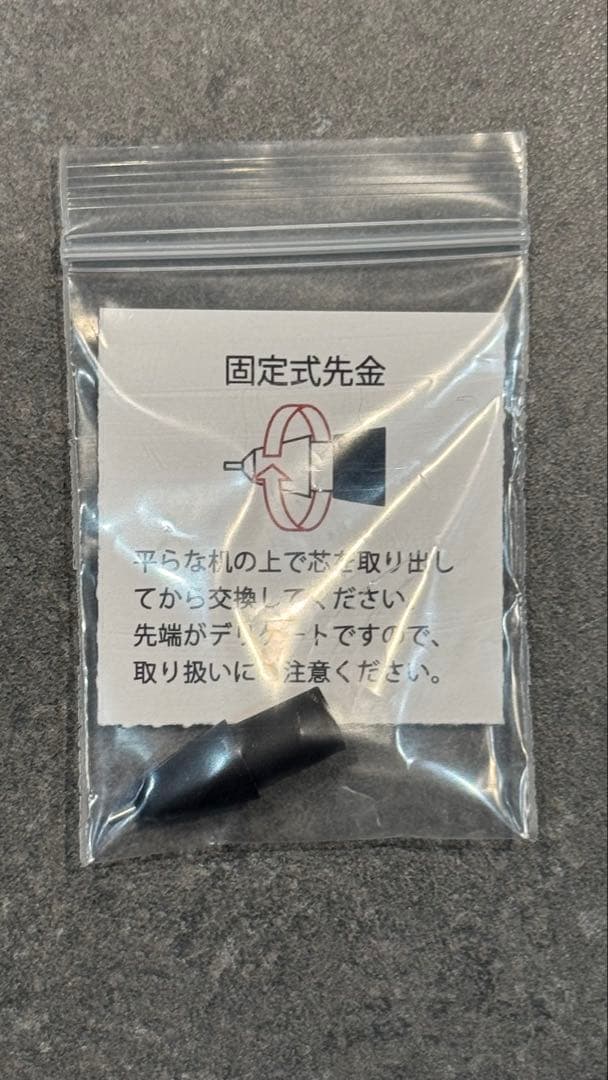 固定式先金
平らな机の上で芯を取り出し
てから交換してください。
先端がデリケートですので、
取り扱いにご注意ください。